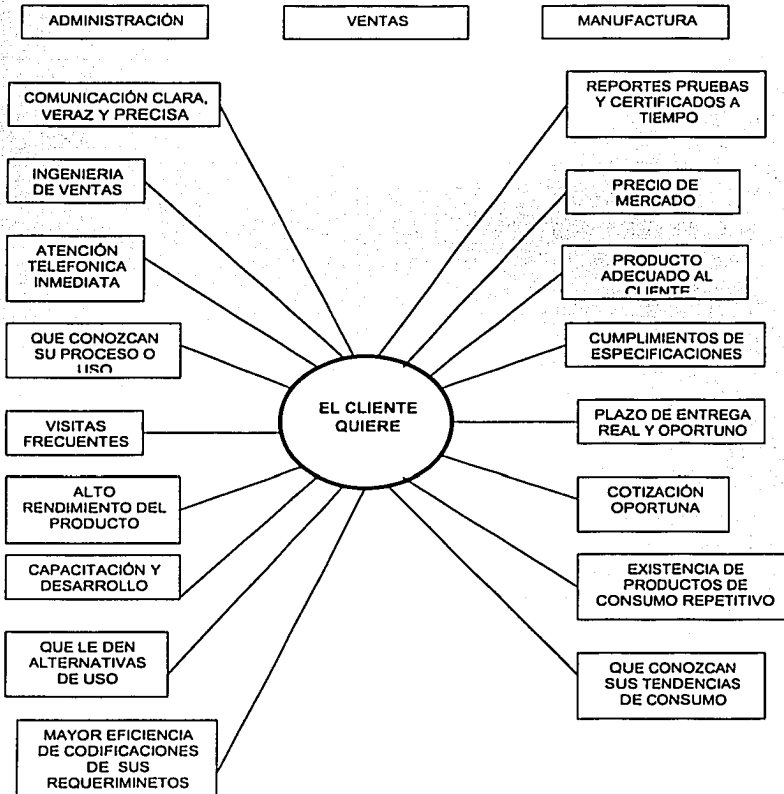 ADMINISTRACIÓN
VENTAS
MANUFACTURA
COMUNICACIÓN CLARA,
VERAZ Y PRECISA
INGENIERIA
DE VENTAS
ATENCIÓN
TELEFONICA
INMEDIATA
QUE CONOZCAN
SU PROCESO O
USO
VISITAS
FRECUENTES
ALTO
RENDIMIENTO DEL
PRODUCTO
CAPACITACIÓN Y
DESARROLLO
QUE LE DEN
ALTERNATIVAS
DE USO
MAYOR EFICIENCIA
DE CODIFICACIONES
DE SUS
REQUERIMINETOS
EL CLIENTE
QUIERE
REPORTES PRUEBAS
Y CERTIFICADOS A
TIEMPO
PRECIO DE
MERCADO
PRODUCTO
ADECUADO AL
CLIENTE
CUMPLIMIENTOS DE
ESPECIFICACIONES
PLAZO DE ENTREGA
REAL Y OPORTUNO
COTIZACIÓN
OPORTUNA
EXISTENCIA DE
PRODUCTOS DE
CONSUMO REPETITIVO
QUE CONOZCAN
SUS TENDENCIAS
DE CONSUMO